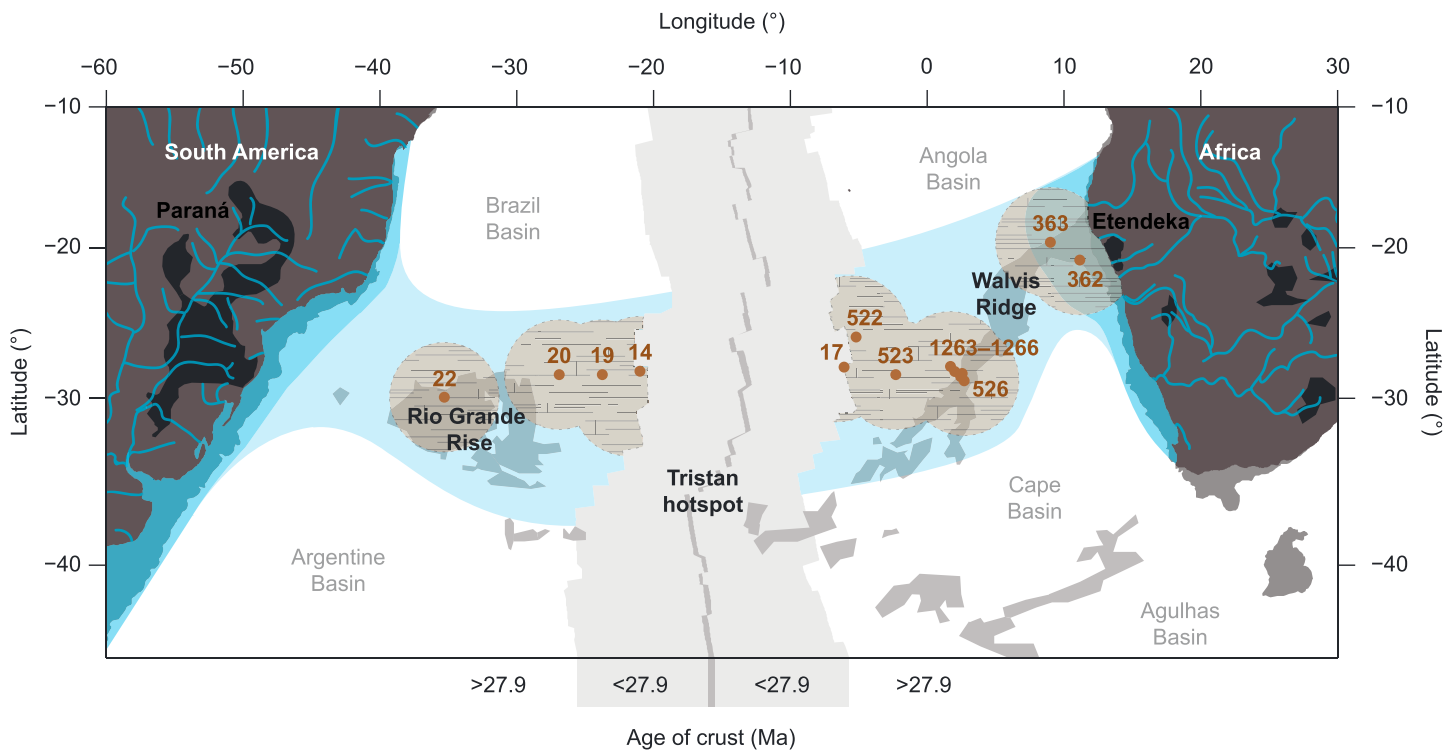 Longitude (°)
−60 −50 −40 −30 −20 −10 0 10 20 30
−10 −10
South America
Africa
Angola
Basin
Paraná
Brazil
Basin
363
Etendeka
−20 −20
362
Walvis
Ridge
522
Latitude (°)
Latitude (°)
20 19 14
17 523 1263–1266
22
526
−30 −30
Rio Grande
Rise
Tristan
hotspot
Cape
Basin
Argentine
Basin
−40 −40
Agulhas
Basin
>27.9 <27.9 <27.9 >27.9
Age of crust (Ma)